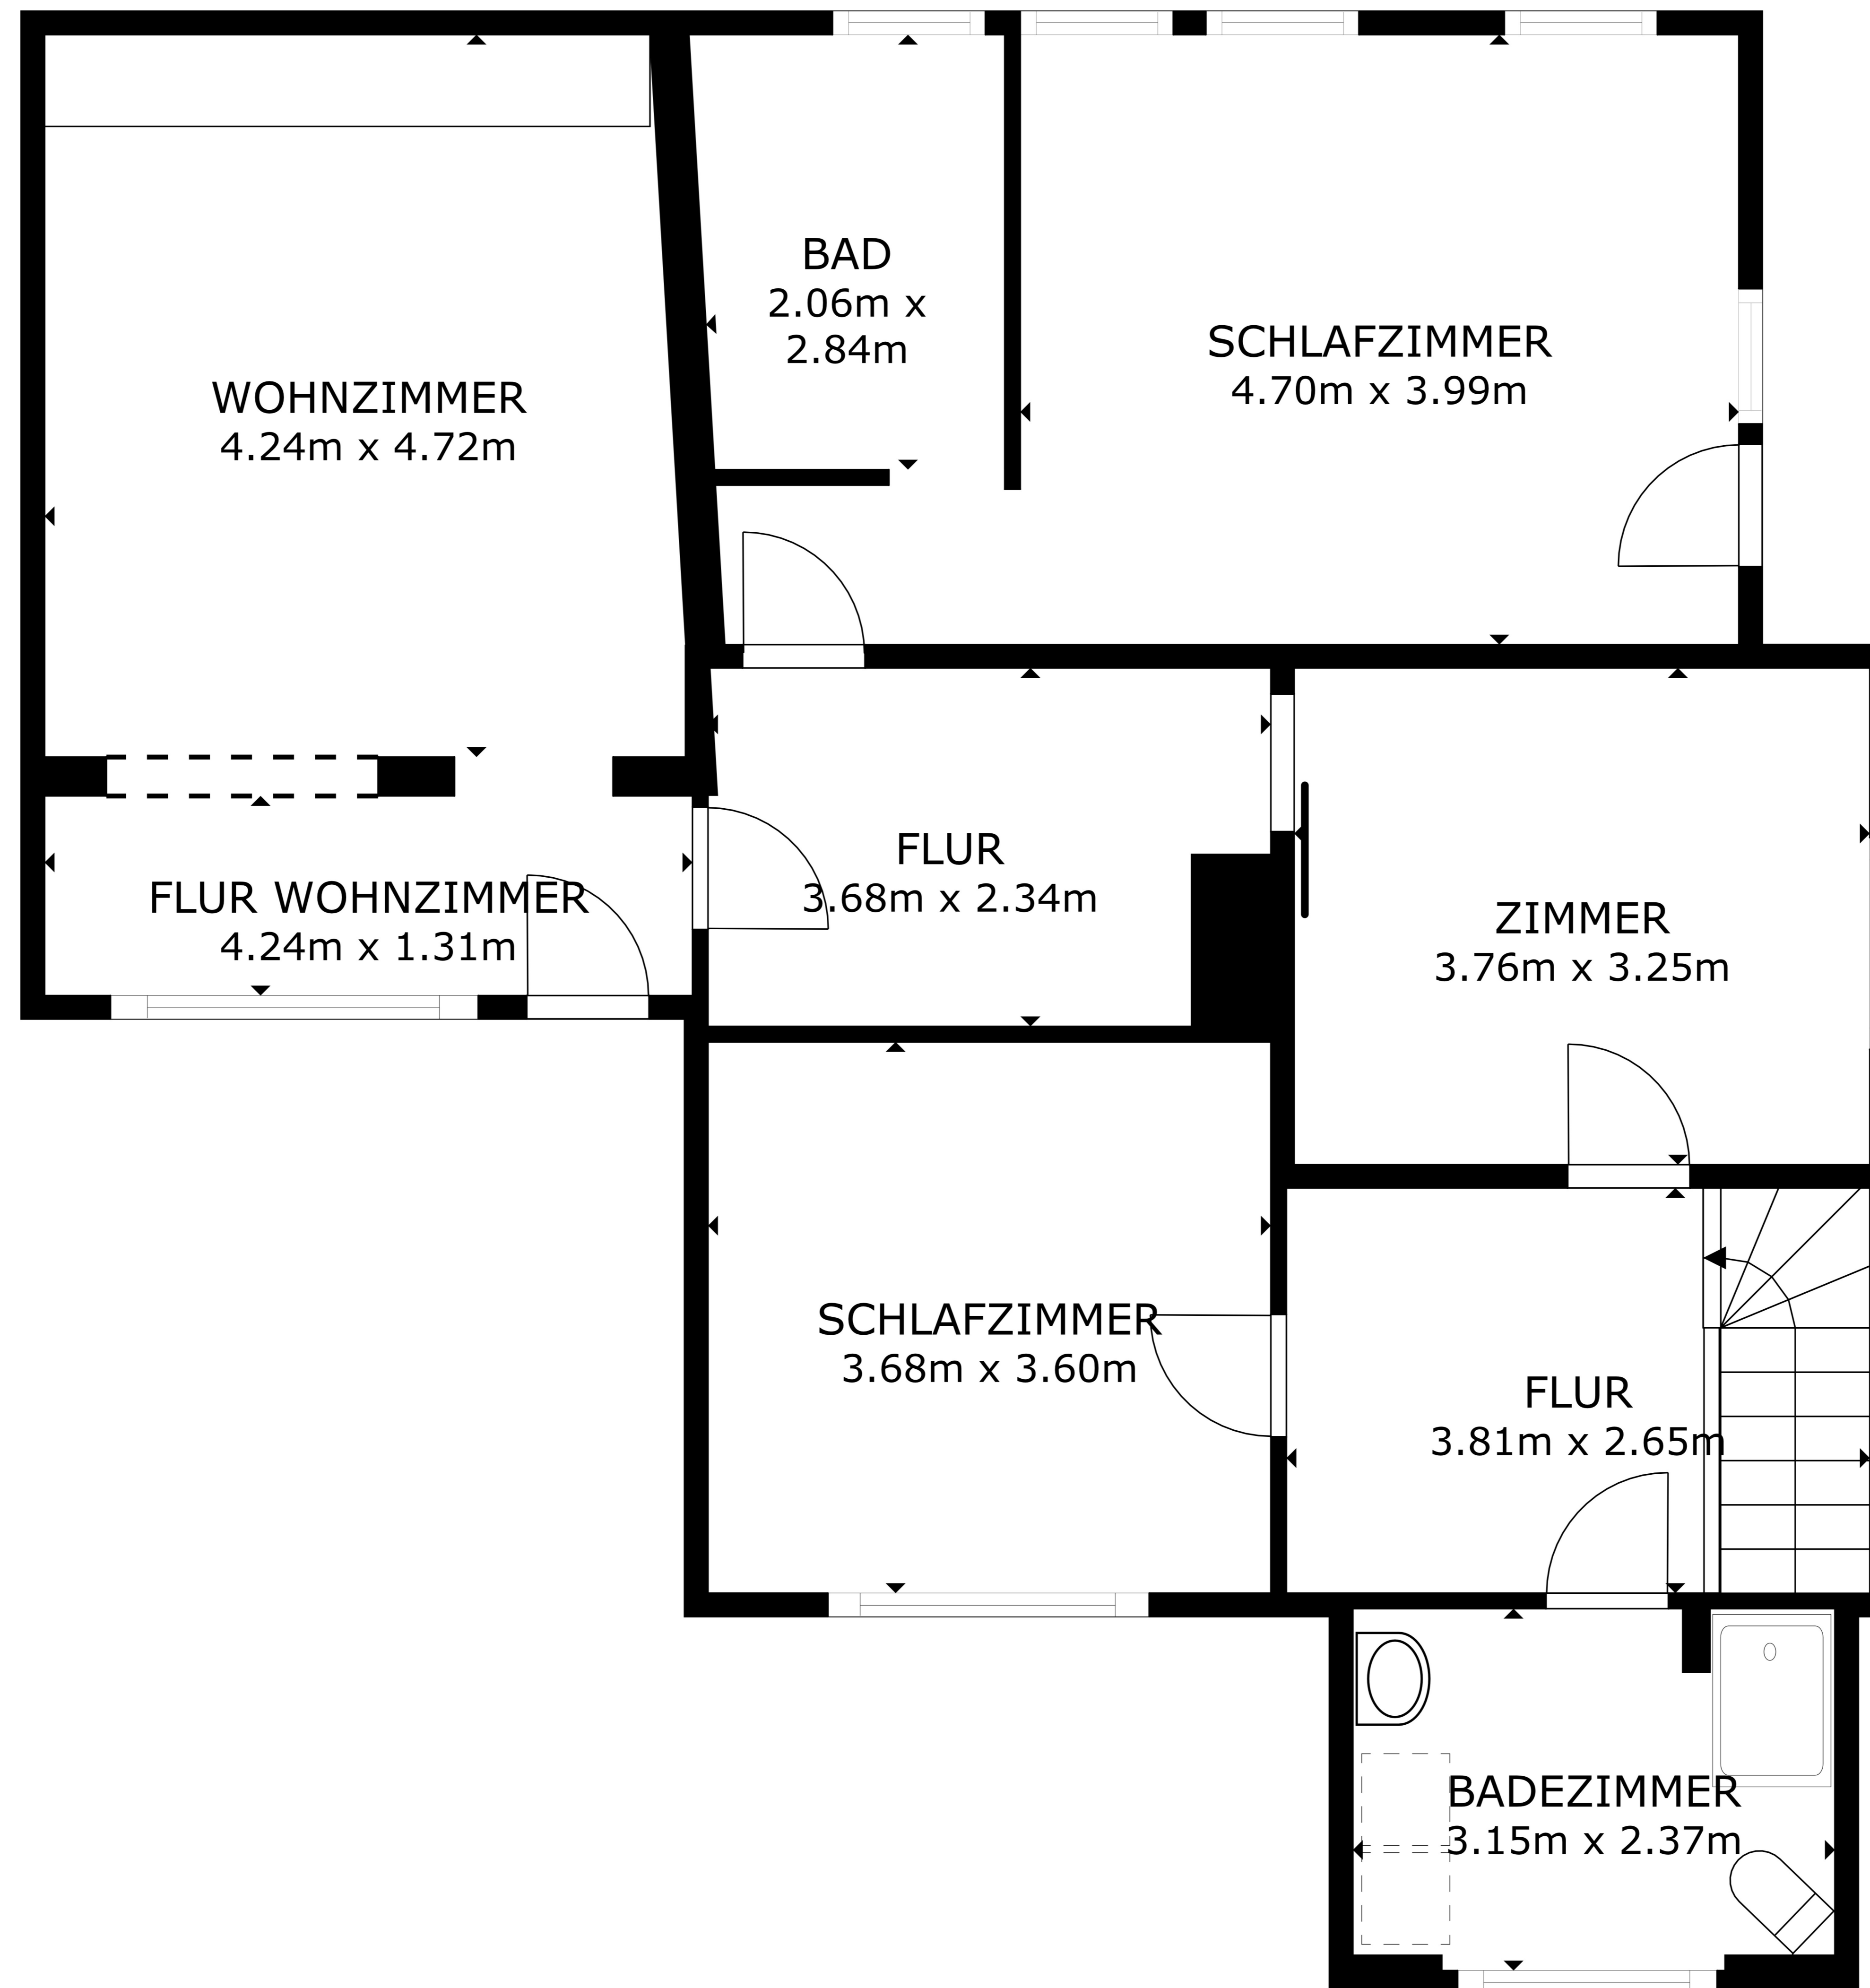 BAD
2.06m x
2.84m
SCHLAFZIMMER
4.70m x 3.99m
WOHNZIMMER
4.24m x 4.72m
FLUR
3.68m x 2.34m
FLUR WOHNZIMMER
4.24m x 1.31m
ZIMMER
3.76m x 3.25m
SCHLAFZIMMER
3.68m x 3.60m
FLUR
3.81m x 2.65m
BADEZIMMER
3.15m x 2.37m